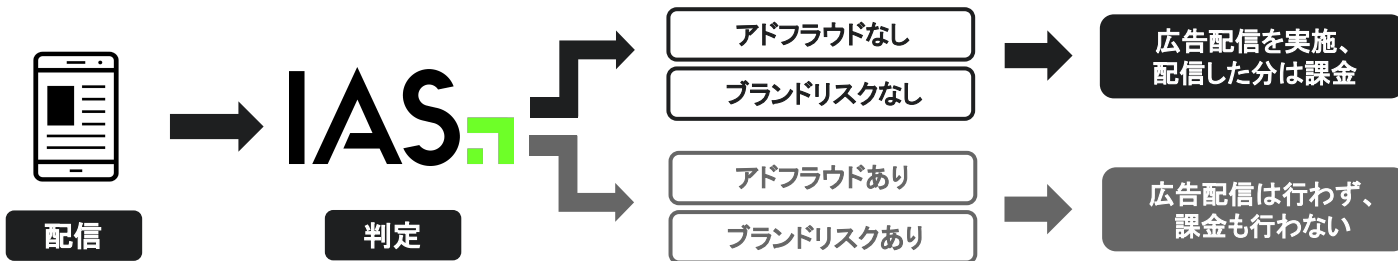 配信
IAS
判定
アドフラウドなし
ブランドリスクなし
広告配信を実施、
配信した分は課金
アドフラウドあり
ブランドリスクあり
広告配信は行わず、
課金も行わない